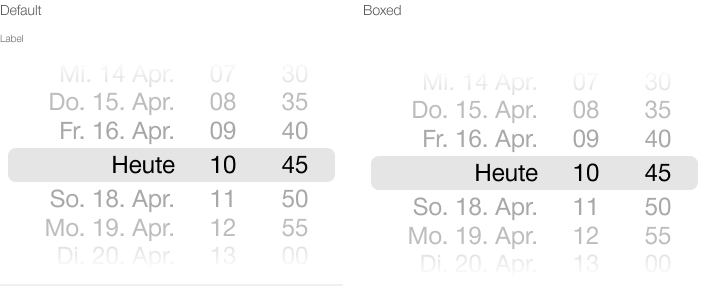 Default
Label
Mi. 14 Apr. 07 30
Do. 15. Apr. 08 35
Fr. 16. Apr. 09 40
Heute 10 45
So. 18. Apr. 11 50
Mo. 19. Apr. 12 55
Di. 20. Apr. 13 00
Boxed
Mi. 14 Apr. 07 30
Do. 15. Apr. 08 35
Fr. 16. Apr. 09 40
Heute 10 45
So. 18. Apr. 11 50
Mo. 19. Apr. 12 55
Di. 20. Apr. 13 00